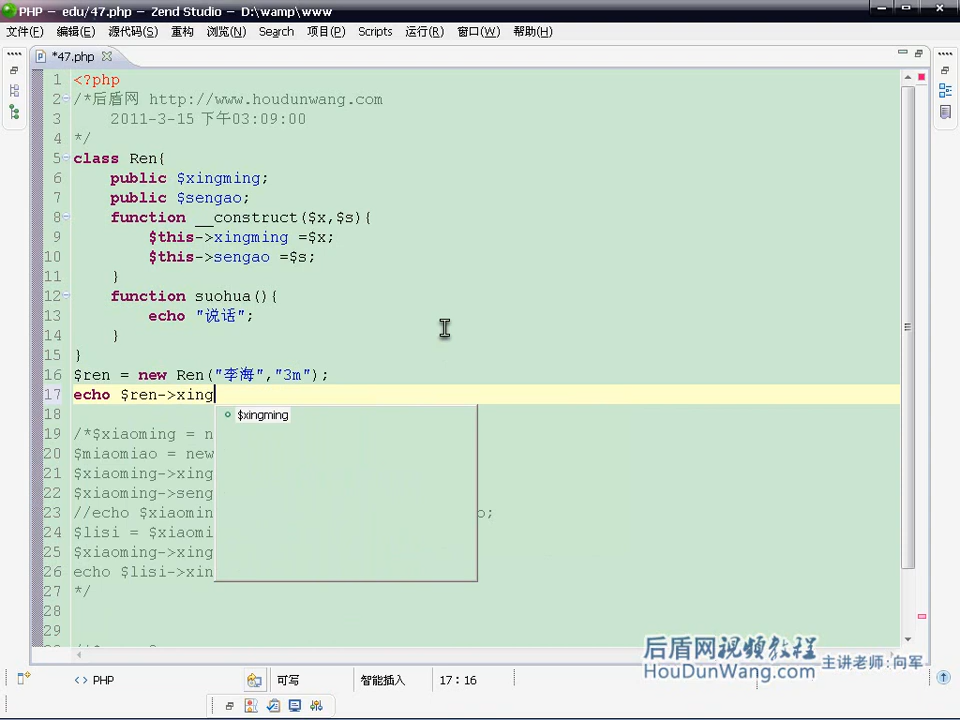 PHP - edu/47.php - Zend Studio - D:\wamp\www
文件(F) 编辑(E) 源代码(S) 重构 浏览(N) Search 项目(P) Scripts 运行(R) 窗口(W) 帮助(H)
*47.php
1 <?php
2 /*后盾网 http://www.houdunwang.com
3 2011-3-15 下午03:09:00
4 */
5 class Ren{
6 public $xingming;
7 public $sengao;
8 function __construct($x,$s){
9 $this->xingming =$x;
10 $this->sengao =$s;
11 }
12 function suohua(){
13 echo "说话";
14 }
15 }
16 $ren = new Ren("李海","3m");
17 echo $ren->xing
18 $xingming
19 /*$xiaoming = n
20 $miaomiao = new
21 $xiaoming->xing
22 $xiaoming->seng
23 //echo $xiaomin o;
24 $lisi = $xiaomi
25 $xiaoming->xing
26 echo $lisi->xin
27 */
28
29
后盾网视频教程
HouDunWang.com 主讲老师:向军
<> PHP 可写 智能插入 17:16